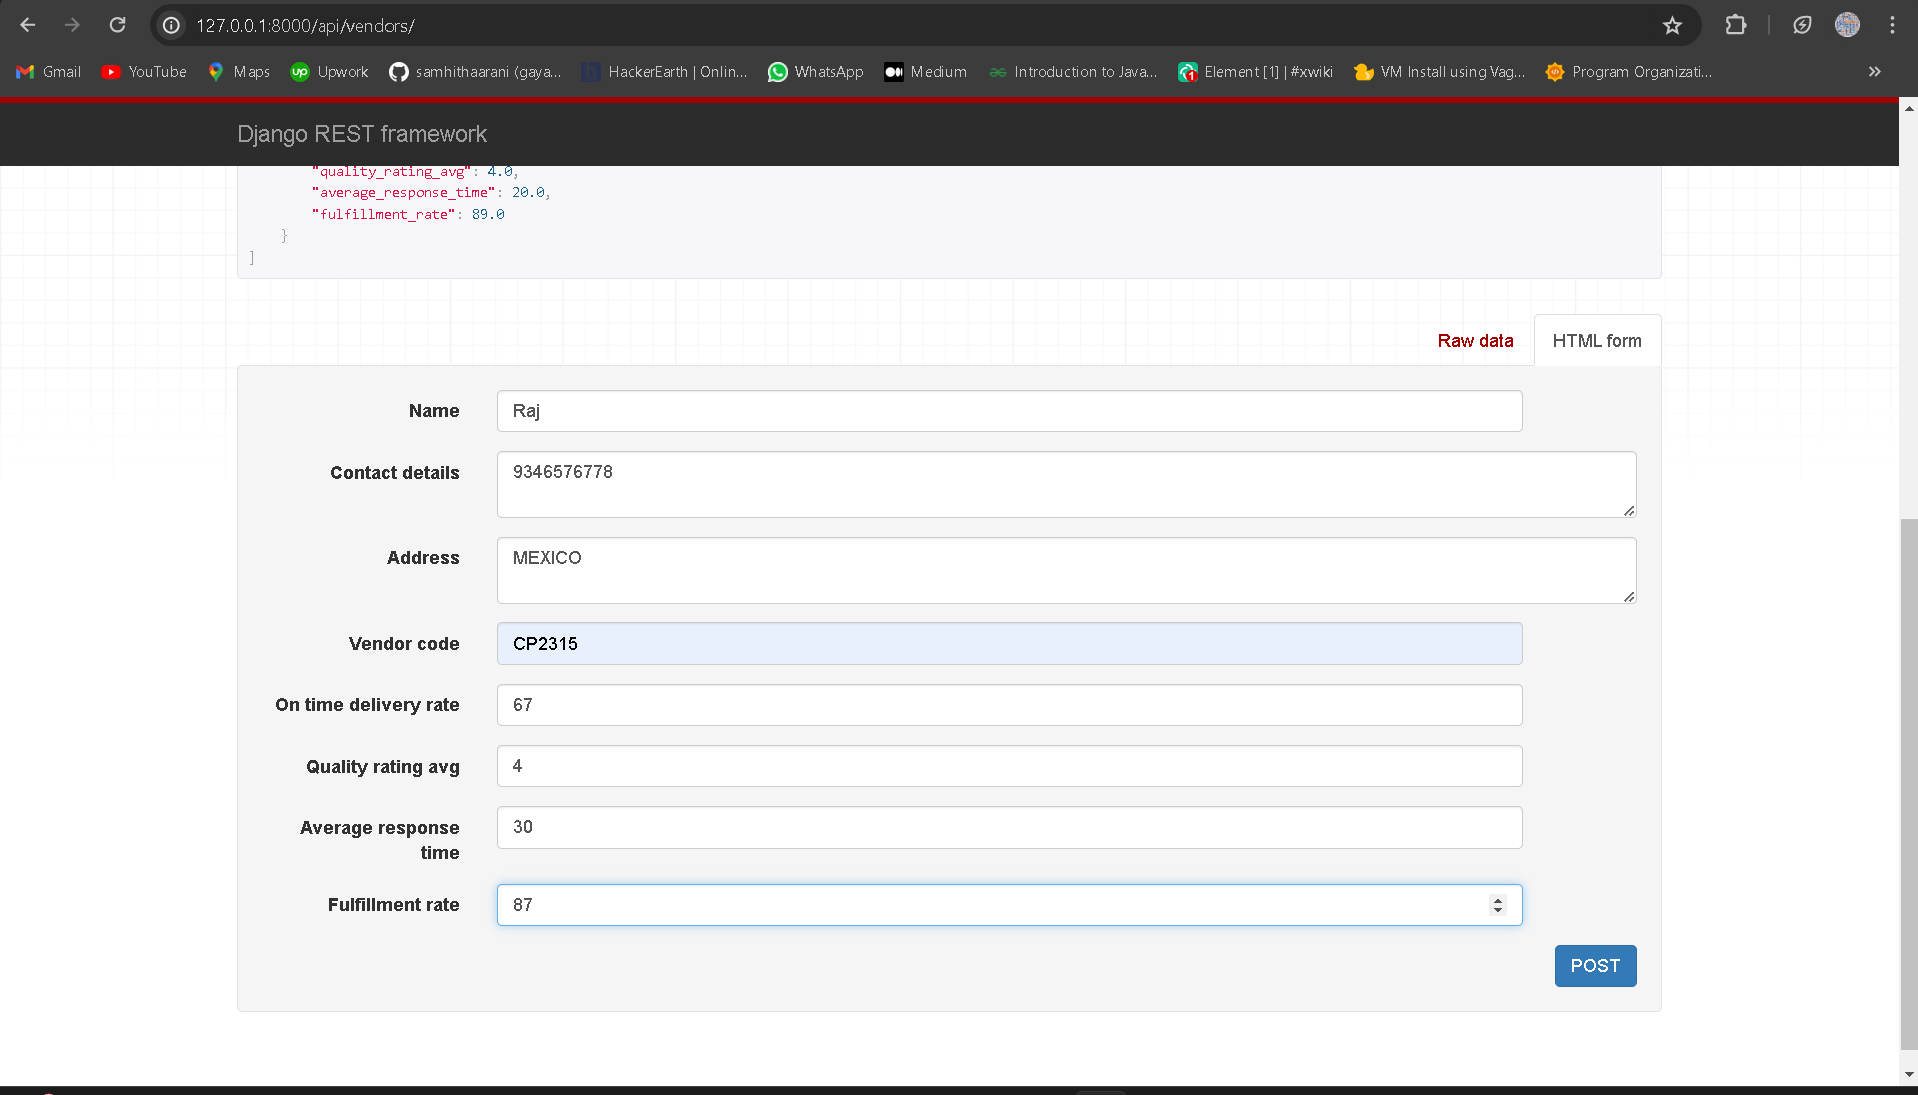 127.0.0.1:8000/api/vendors/
Gmail YouTube Maps Upwork samhithaarani (gaya... HackerEarth | Onlin... WhatsApp Medium Introduction to Java... Element [1] | #xwiki VM Install using Vag... Program Organizati... »
Django REST framework
"quality_rating_avg": 4.0,
"average_response_time": 20.0,
"fulfillment_rate": 89.0
}
]
Raw data HTML form
Name Raj
Contact details 9346576778
Address MEXICO
Vendor code CP2315
On time delivery rate 67
Quality rating avg 4
Average response time 30
Fulfillment rate 87
POST